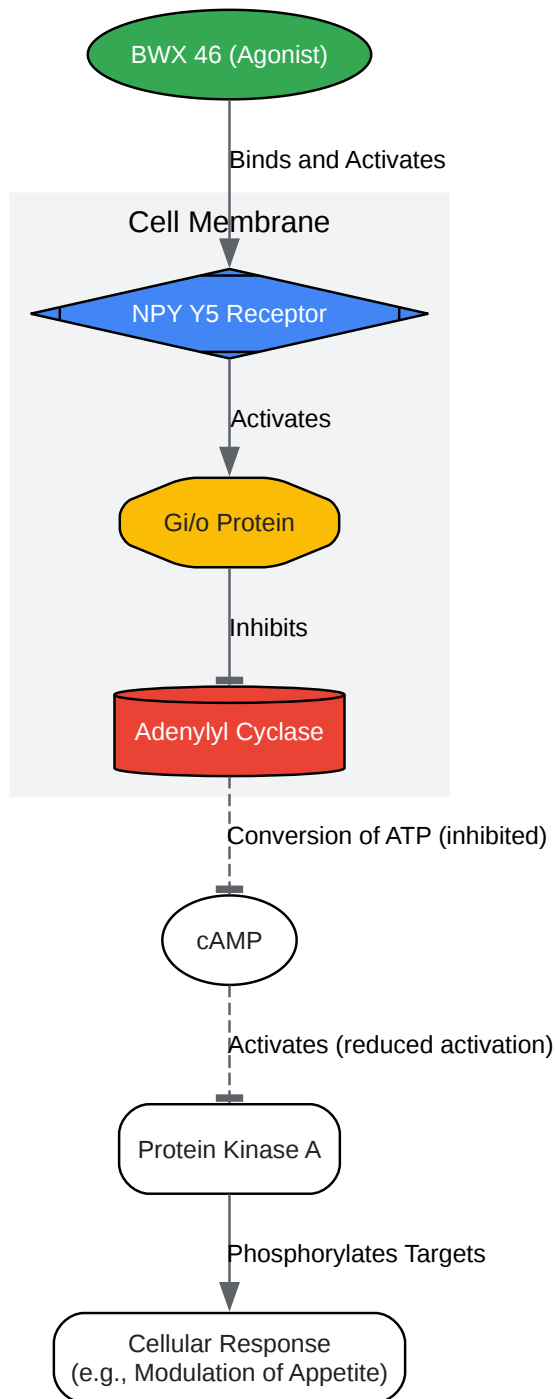 BWX 46 (Agonist)
Binds and Activates
Cell Membrane
NPY Y5 Receptor
Activates
Gi/o Protein
Inhibits
Adenylyl Cyclase
Conversion of ATP (inhibited)
cAMP
Activates (reduced activation)
Protein Kinase A
Phosphorylates Targets
Cellular Response
(e.g., Modulation of Appetite)